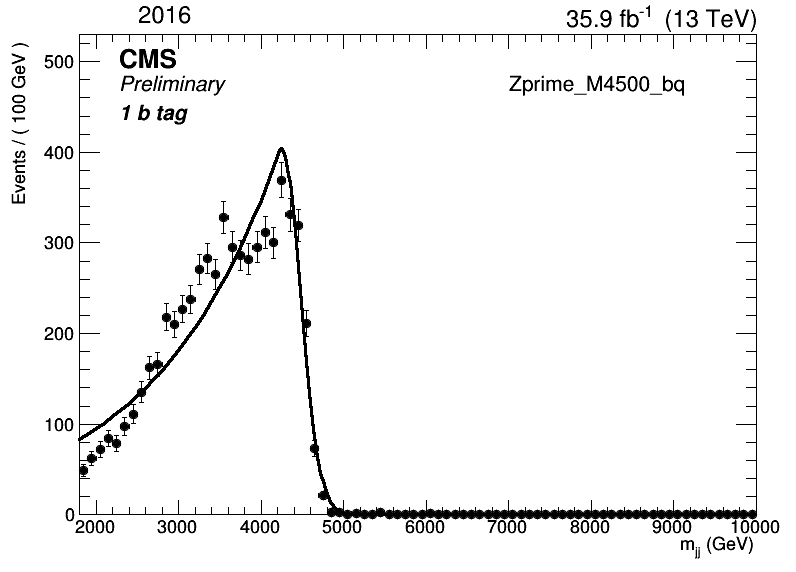 2016
35.9 fb⁻¹ (13 TeV)
CMS
Preliminary
1 b tag
Zprime_M4500_bq
Events / ( 100 GeV )
500
400
300
200
100
0
2000 3000 4000 5000 6000 7000 8000 9000 10000
m_jj (GeV)